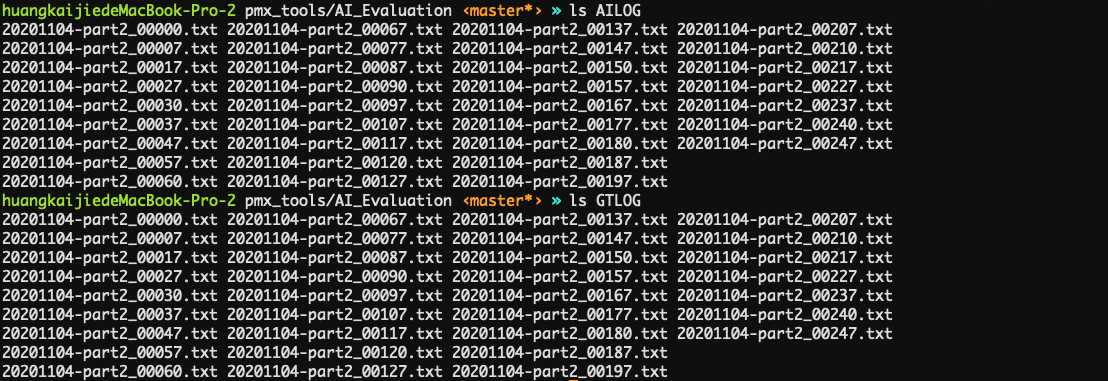 huangkaijiedeMacBook-Pro-2 pmx_tools/AI_Evaluation ‹master*› » ls AILOG
20201104-part2_00000.txt 20201104-part2_00067.txt 20201104-part2_00137.txt 20201104-part2_00207.txt
20201104-part2_00007.txt 20201104-part2_00077.txt 20201104-part2_00147.txt 20201104-part2_00210.txt
20201104-part2_00017.txt 20201104-part2_00087.txt 20201104-part2_00150.txt 20201104-part2_00217.txt
20201104-part2_00027.txt 20201104-part2_00090.txt 20201104-part2_00157.txt 20201104-part2_00227.txt
20201104-part2_00030.txt 20201104-part2_00097.txt 20201104-part2_00167.txt 20201104-part2_00237.txt
20201104-part2_00037.txt 20201104-part2_00107.txt 20201104-part2_00177.txt 20201104-part2_00240.txt
20201104-part2_00047.txt 20201104-part2_00117.txt 20201104-part2_00180.txt 20201104-part2_00247.txt
20201104-part2_00057.txt 20201104-part2_00120.txt 20201104-part2_00187.txt
20201104-part2_00060.txt 20201104-part2_00127.txt 20201104-part2_00197.txt
huangkaijiedeMacBook-Pro-2 pmx_tools/AI_Evaluation ‹master*› » ls GTLOG
20201104-part2_00000.txt 20201104-part2_00067.txt 20201104-part2_00137.txt 20201104-part2_00207.txt
20201104-part2_00007.txt 20201104-part2_00077.txt 20201104-part2_00147.txt 20201104-part2_00210.txt
20201104-part2_00017.txt 20201104-part2_00087.txt 20201104-part2_00150.txt 20201104-part2_00217.txt
20201104-part2_00027.txt 20201104-part2_00090.txt 20201104-part2_00157.txt 20201104-part2_00227.txt
20201104-part2_00030.txt 20201104-part2_00097.txt 20201104-part2_00167.txt 20201104-part2_00237.txt
20201104-part2_00037.txt 20201104-part2_00107.txt 20201104-part2_00177.txt 20201104-part2_00240.txt
20201104-part2_00047.txt 20201104-part2_00117.txt 20201104-part2_00180.txt 20201104-part2_00247.txt
20201104-part2_00057.txt 20201104-part2_00120.txt 20201104-part2_00187.txt
20201104-part2_00060.txt 20201104-part2_00127.txt 20201104-part2_00197.txt